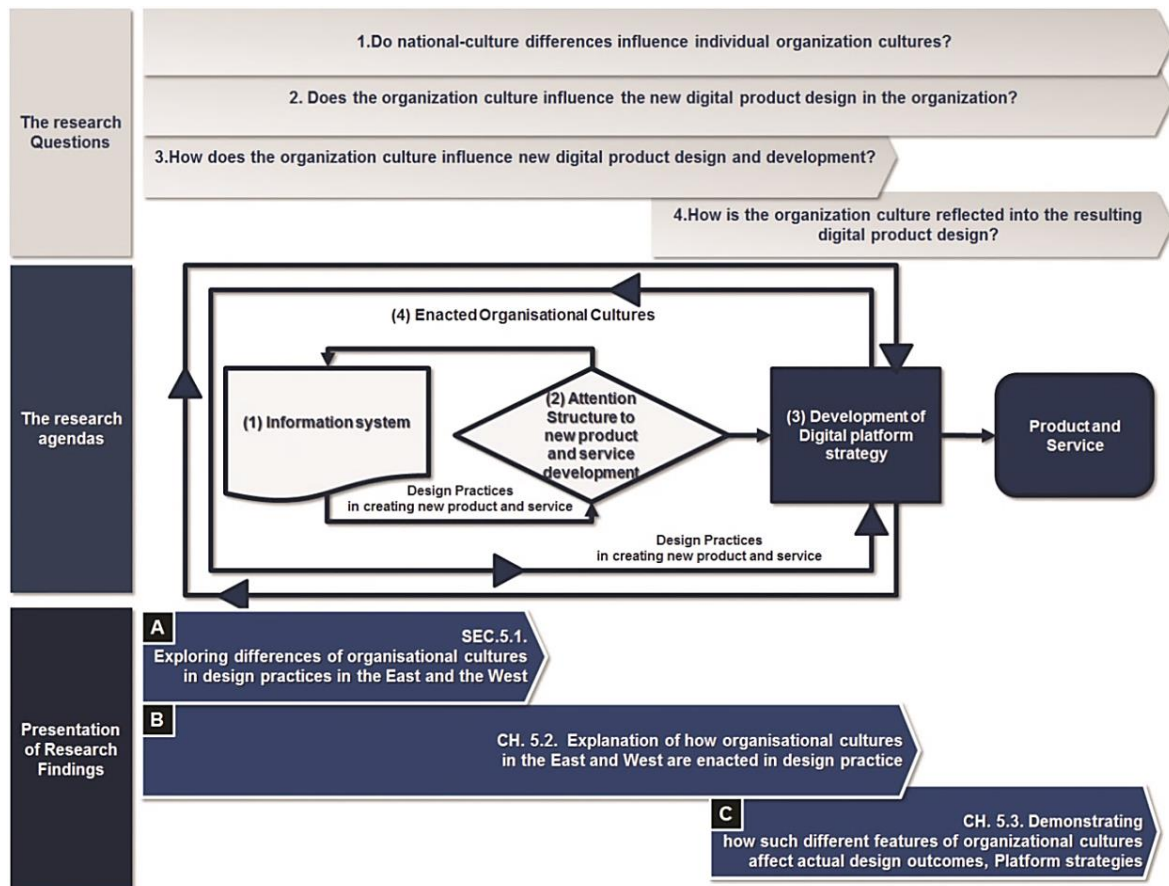 The research
Questions
1.Do national-culture differences influence individual organization cultures?
2. Does the organization culture influence the new digital product design in the organization?
3.How does the organization culture influence new digital product design and development?
4.How is the organization culture reflected into the resulting
digital product design?
The research
agendas
(4) Enacted Organisational Cultures
(1) Information system
(2) Attention
Structure to
new product
and service
development
(3) Development of
Digital platform
strategy
Product and
Service
Design Practices
in creating new product and service
Design Practices
in creating new product and service
Presentation
of Research
Findings
A
SEC.5.1.
Exploring differences of organisational cultures
in design practices in the East and the West
B
CH. 5.2. Explanation of how organisational cultures
in the East and West are enacted in design practice
C
CH. 5.3. Demonstrating
how such different features of organizational cultures
affect actual design outcomes, Platform strategies